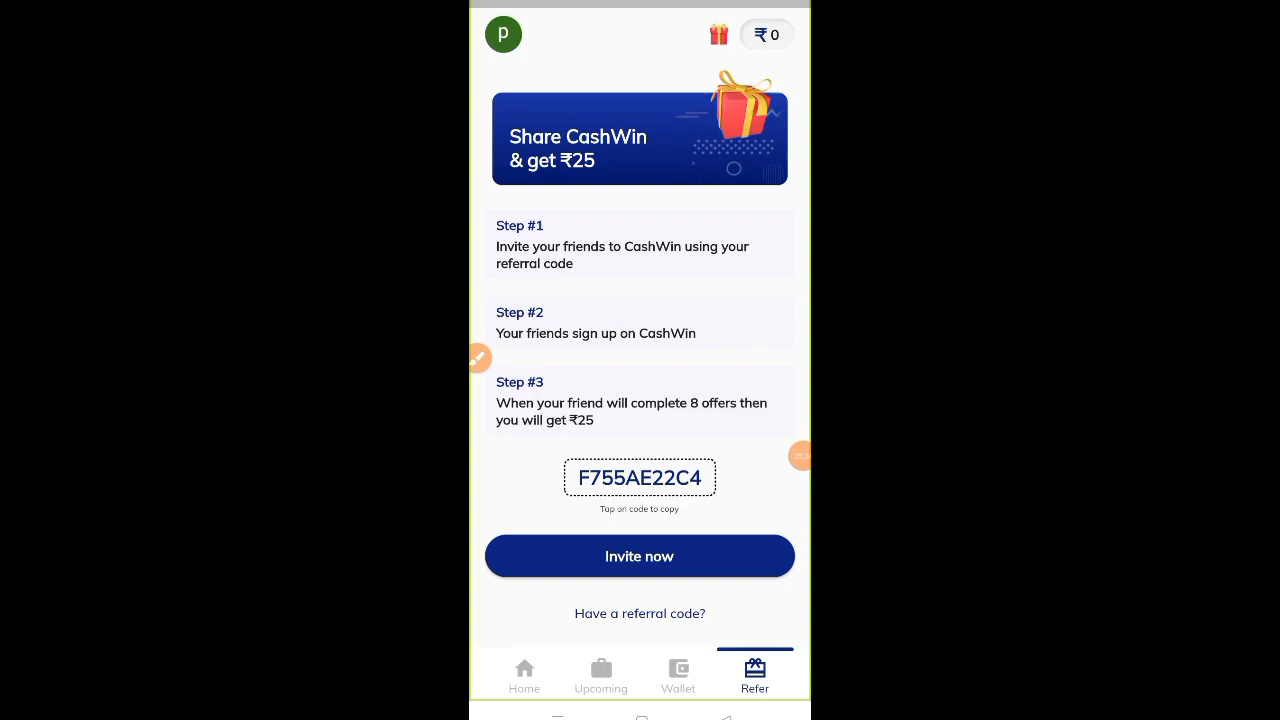 p
₹ 0
Share CashWin
& get ₹25
Step #1
Invite your friends to CashWin using your
referral code
Step #2
Your friends sign up on CashWin
Step #3
When your friend will complete 8 offers then
you will get ₹25
F755AE22C4
Tap on code to copy
Invite now
Have a referral code?
Home
Upcoming
Wallet
Refer